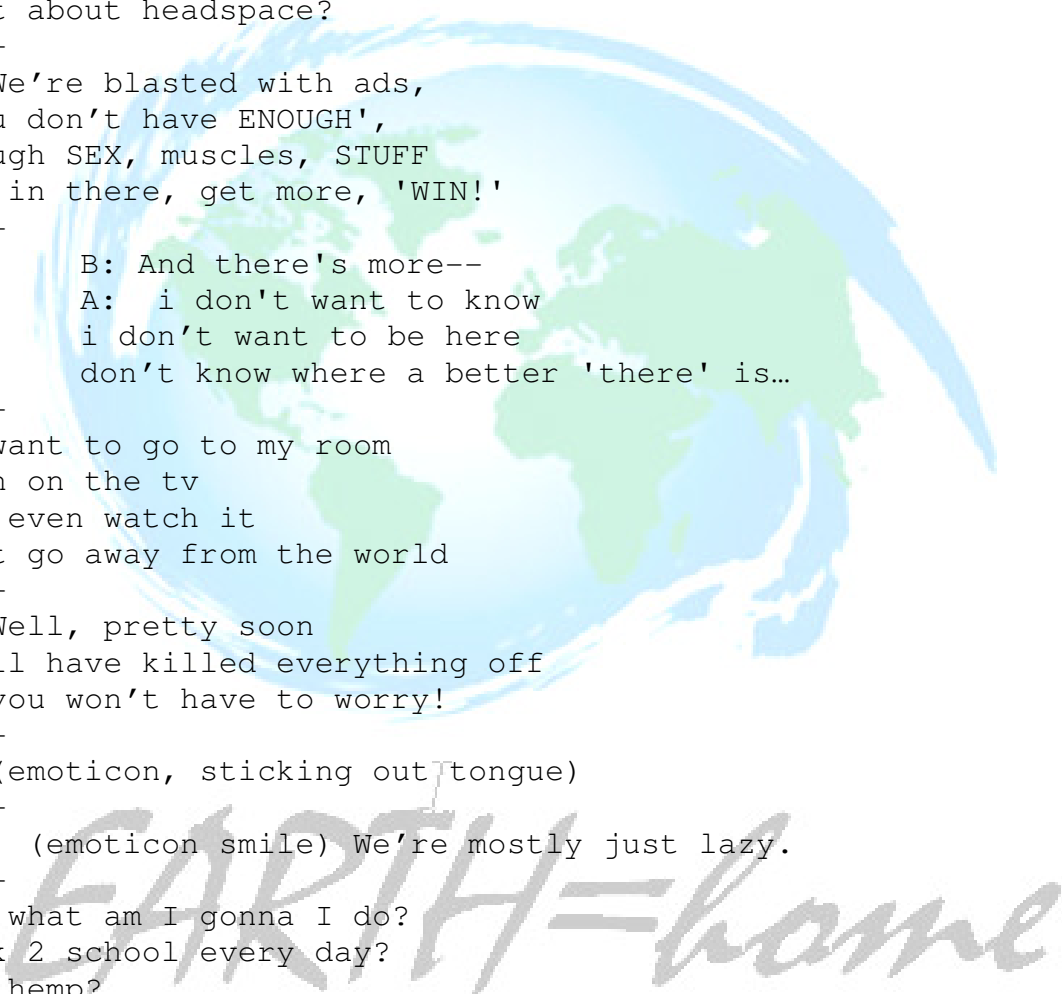 about headspace?
-
We're blasted with ads,
don't have ENOUGH',
SEX, muscles, STUFF
in there, get more, 'WIN!'
-
B: And there's more--
A:  i don't want to know
i don't want to be here
don't know where a better 'there' is…
-
want to go to my room
on the tv
even watch it
go away from the world
-
Well, pretty soon
have killed everything off
you won't have to worry!
-
(emoticon, sticking out tongue)
-
(emoticon smile) We're mostly just lazy.
-
what am I gonna I do?
2 school every day?
hemp?
EARTH=home